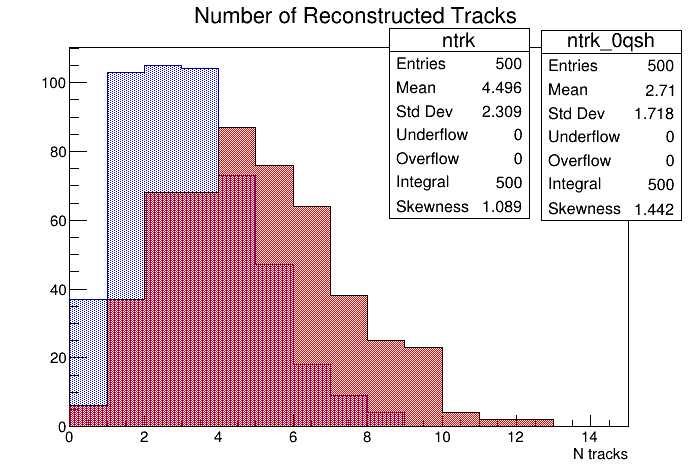 Number of Reconstructed Tracks
ntrk
Entries 500
Mean 4.496
Std Dev 2.309
Underflow 0
Overflow 0
Integral 500
Skewness 1.089
ntrk_0qsh
Entries 500
Mean 2.71
Std Dev 1.718
Underflow 0
Overflow 0
Integral 500
Skewness 1.442
100
80
60
40
20
0
0 2 4 6 8 10 12 14
N tracks